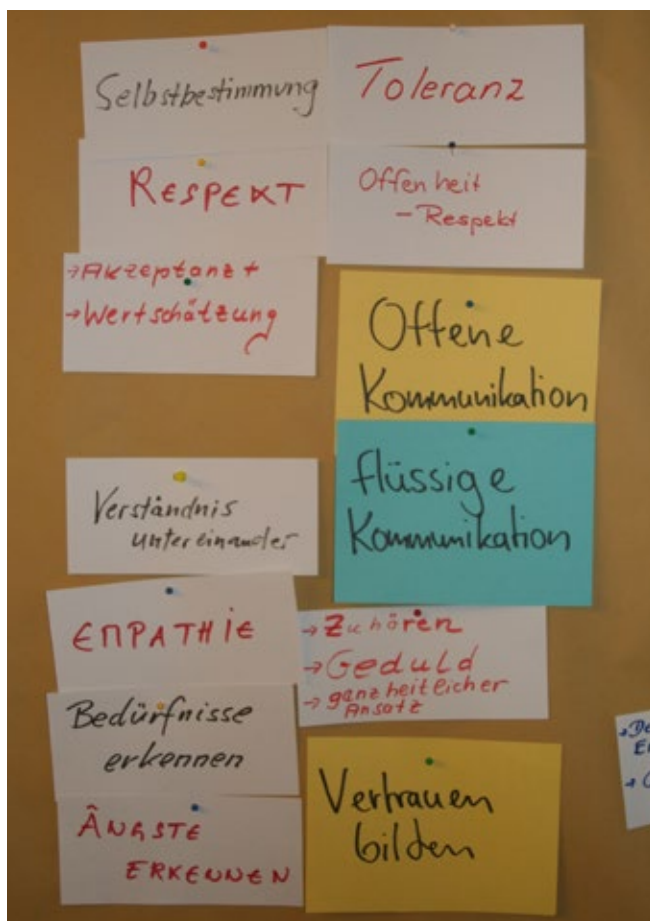 Selbstbestimmung
Toleranz
RESPEKT
Offenheit
- Respekt
→ Akzeptanz +
→ Wertschätzung
Offene
Kommunikation
flüssige
Kommunikation
Verständnis
untereinander
EMPATHIE
→ Zuhören
→ Geduld
→ ganzheitlicher
Ansatz
Bedürfnisse
erkennen
Vertrauen
bilden
ÄNGSTE
ERKENNEN